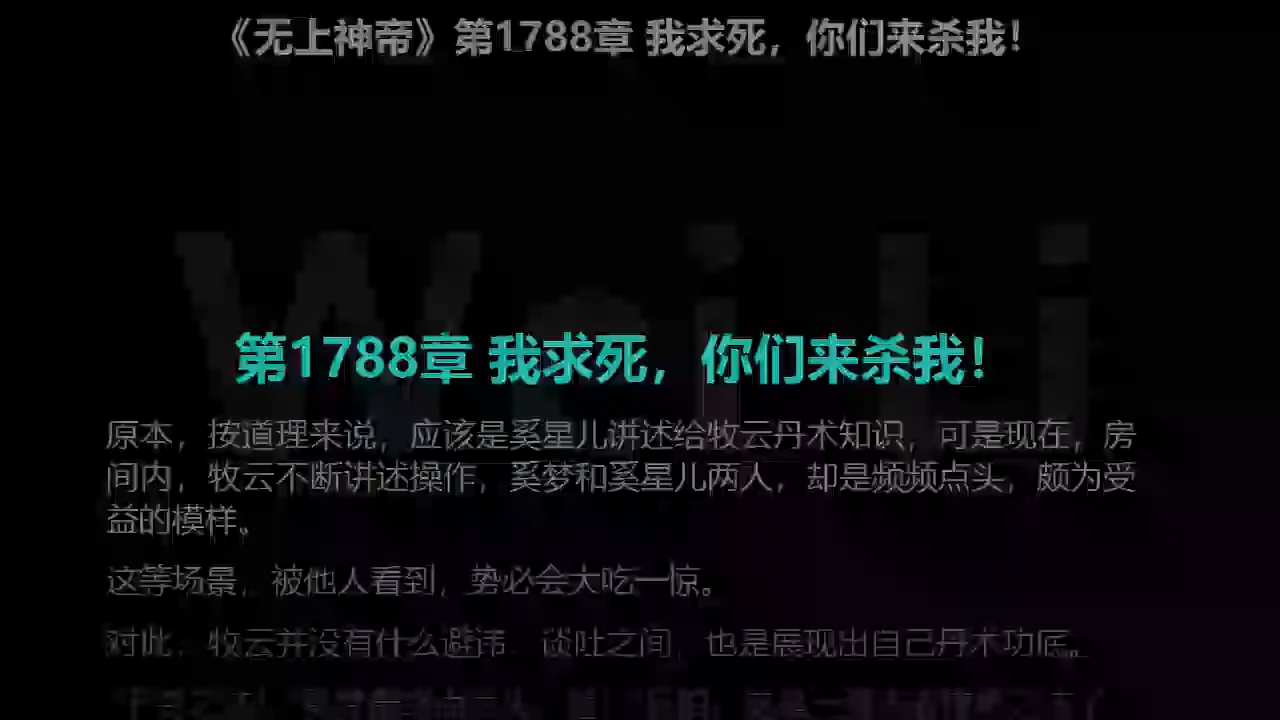 《无上神帝》第1788章 我求死，你们来杀我！
Wei Li
第1788章 我求死，你们来杀我！
原本，按道理来说，应该是奚星儿讲述给牧云丹术知识，可是现在，房
间内，牧云不断讲述操作，奚梦和奚星儿两人，却是频频点头，颇为受
益的模样。
这等场景，被他人看到，势必会大吃一惊。
对此，牧云并没有什么避讳，谈吐之间，也是展现出自己丹术功底。